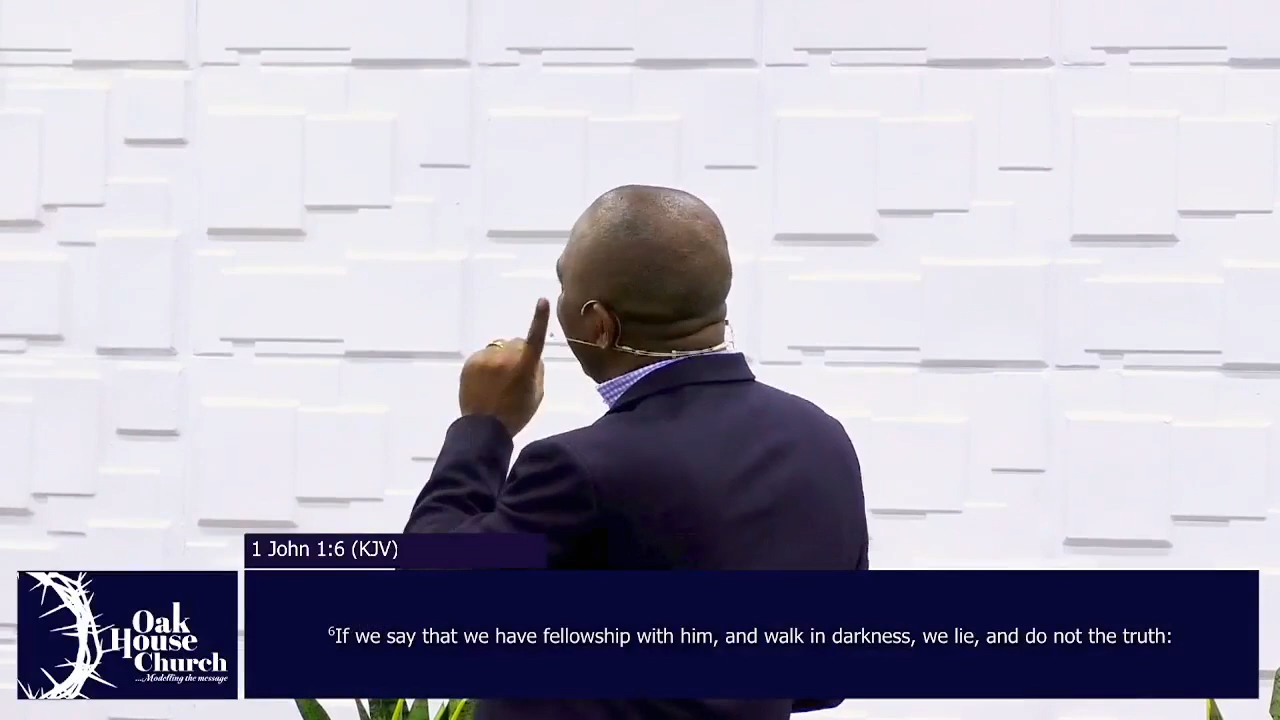 1 John 1:6 (KJV)
⁶If we say that we have fellowship with him, and walk in darkness, we lie, and do not the truth:
Oak
House
Church
...Modelling the message